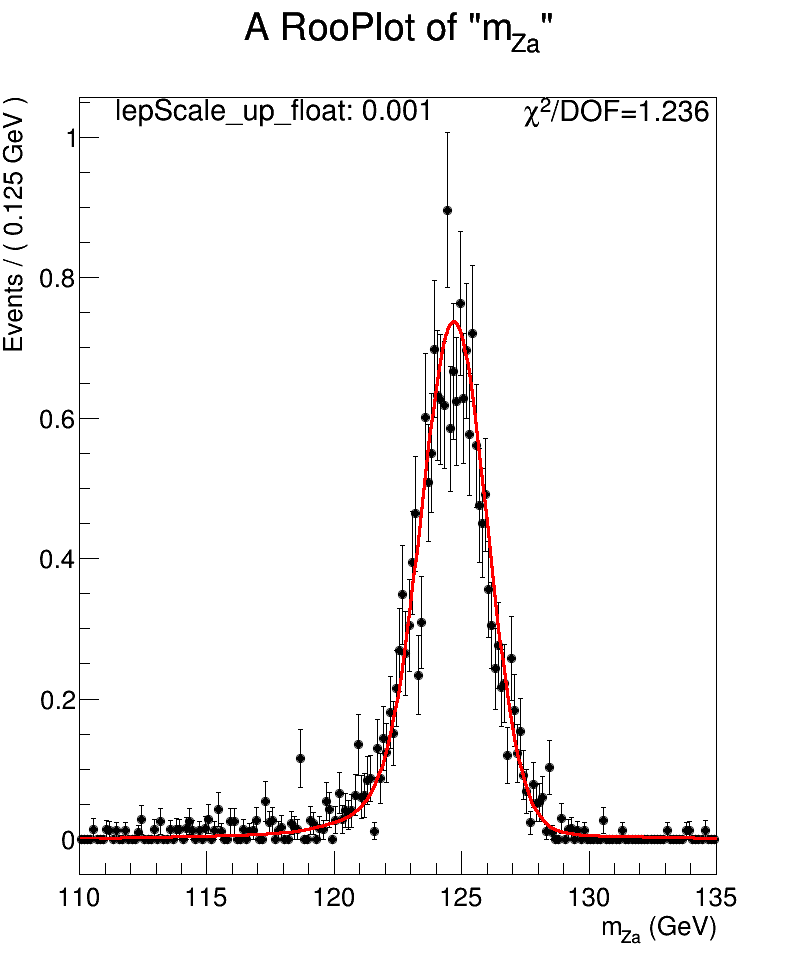 A RooPlot of "m_Za"
lepScale_up_float: 0.001 χ²/DOF=1.236
Events / ( 0.125 GeV )
1
0.8
0.6
0.4
0.2
0
110 115 120 125 130 135
m_Za (GeV)